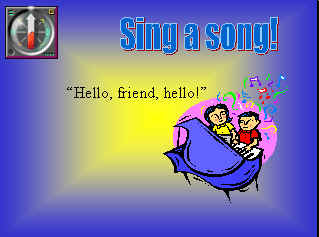 Sing a song!
“Hello, friend, hello!”